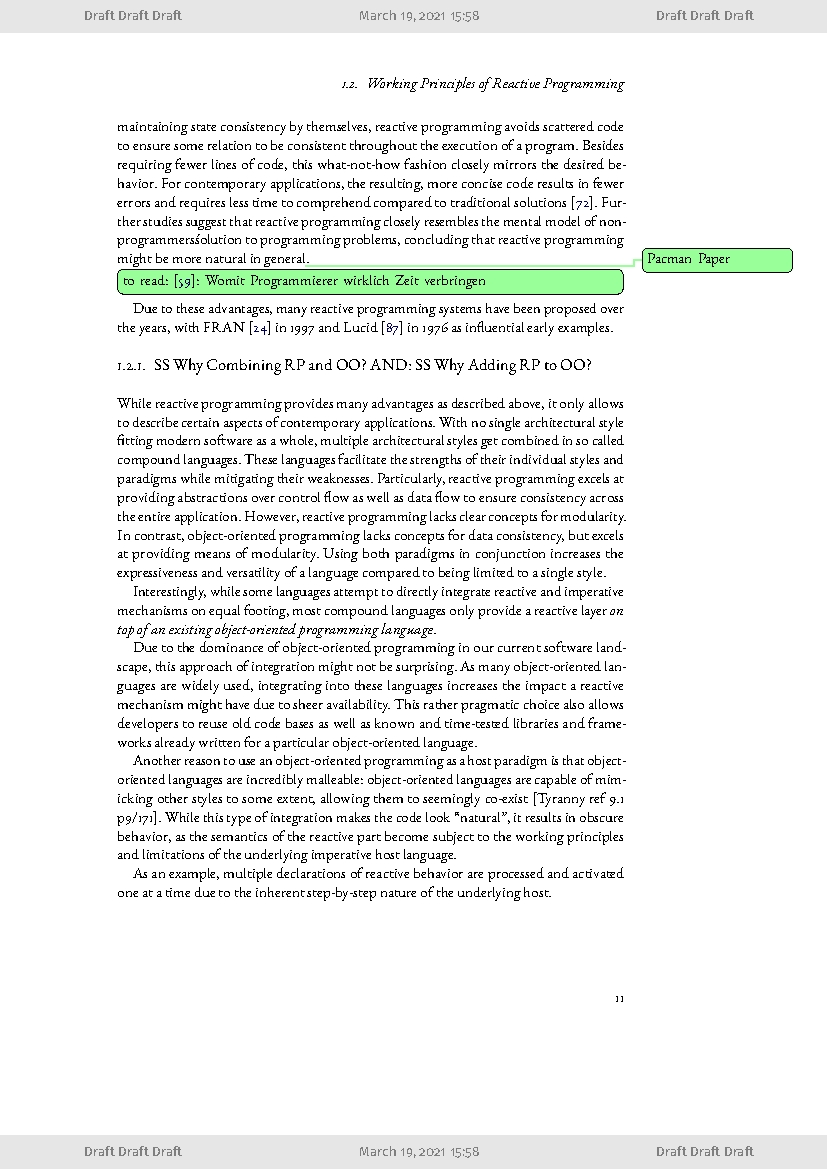 Draft Draft Draft March 19, 2021 15:58 Draft Draft Draft
1.2. Working Principles of Reactive Programming
maintaining state consistency by themselves, reactive programming avoids scattered code
to ensure some relation to be consistent throughout the execution of a program. Besides
requiring fewer lines of code, this what-not-how fashion closely mirrors the desired be-
havior. For contemporary applications, the resulting, more concise code results in fewer
errors and requires less time to comprehend compared to traditional solutions [72]. Fur-
ther studies suggest that reactive programming closely resembles the mental model of non-
programmersśolution to programming problems, concluding that reactive programming
might be more natural in general.
Pacman Paper
to read: [59]: Womit Programmierer wirklich Zeit verbringen
Due to these advantages, many reactive programming systems have been proposed over
the years, with FRAN [24] in 1997 and Lucid [87] in 1976 as influential early examples.
1.2.1. SS Why Combining RP and OO? AND: SS Why Adding RP to OO?
While reactive programming provides many advantages as described above, it only allows
to describe certain aspects of contemporary applications. With no single architectural style
fitting modern software as a whole, multiple architectural styles get combined in so called
compound languages. These languages facilitate the strengths of their individual styles and
paradigms while mitigating their weaknesses. Particularly, reactive programming excels at
providing abstractions over control flow as well as data flow to ensure consistency across
the entire application. However, reactive programming lacks clear concepts for modularity.
In contrast, object-oriented programming lacks concepts for data consistency, but excels
at providing means of modularity. Using both paradigms in conjunction increases the
expressiveness and versatility of a language compared to being limited to a single style.
Interestingly, while some languages attempt to directly integrate reactive and imperative
mechanisms on equal footing, most compound languages only provide a reactive layer on
top of an existing object-oriented programming language.
Due to the dominance of object-oriented programming in our current software land-
scape, this approach of integration might not be surprising. As many object-oriented lan-
guages are widely used, integrating into these languages increases the impact a reactive
mechanism might have due to sheer availability. This rather pragmatic choice also allows
developers to reuse old code bases as well as known and time-tested libraries and frame-
works already written for a particular object-oriented language.
Another reason to use an object-oriented programming as a host paradigm is that object-
oriented languages are incredibly malleable: object-oriented languages are capable of mim-
icking other styles to some extent, allowing them to seemingly co-exist [Tyranny ref 9.1
p9/171]. While this type of integration makes the code look “natural”, it results in obscure
behavior, as the semantics of the reactive part become subject to the working principles
and limitations of the underlying imperative host language.
As an example, multiple declarations of reactive behavior are processed and activated
one at a time due to the inherent step-by-step nature of the underlying host.
11
Draft Draft Draft March 19, 2021 15:58 Draft Draft Draft